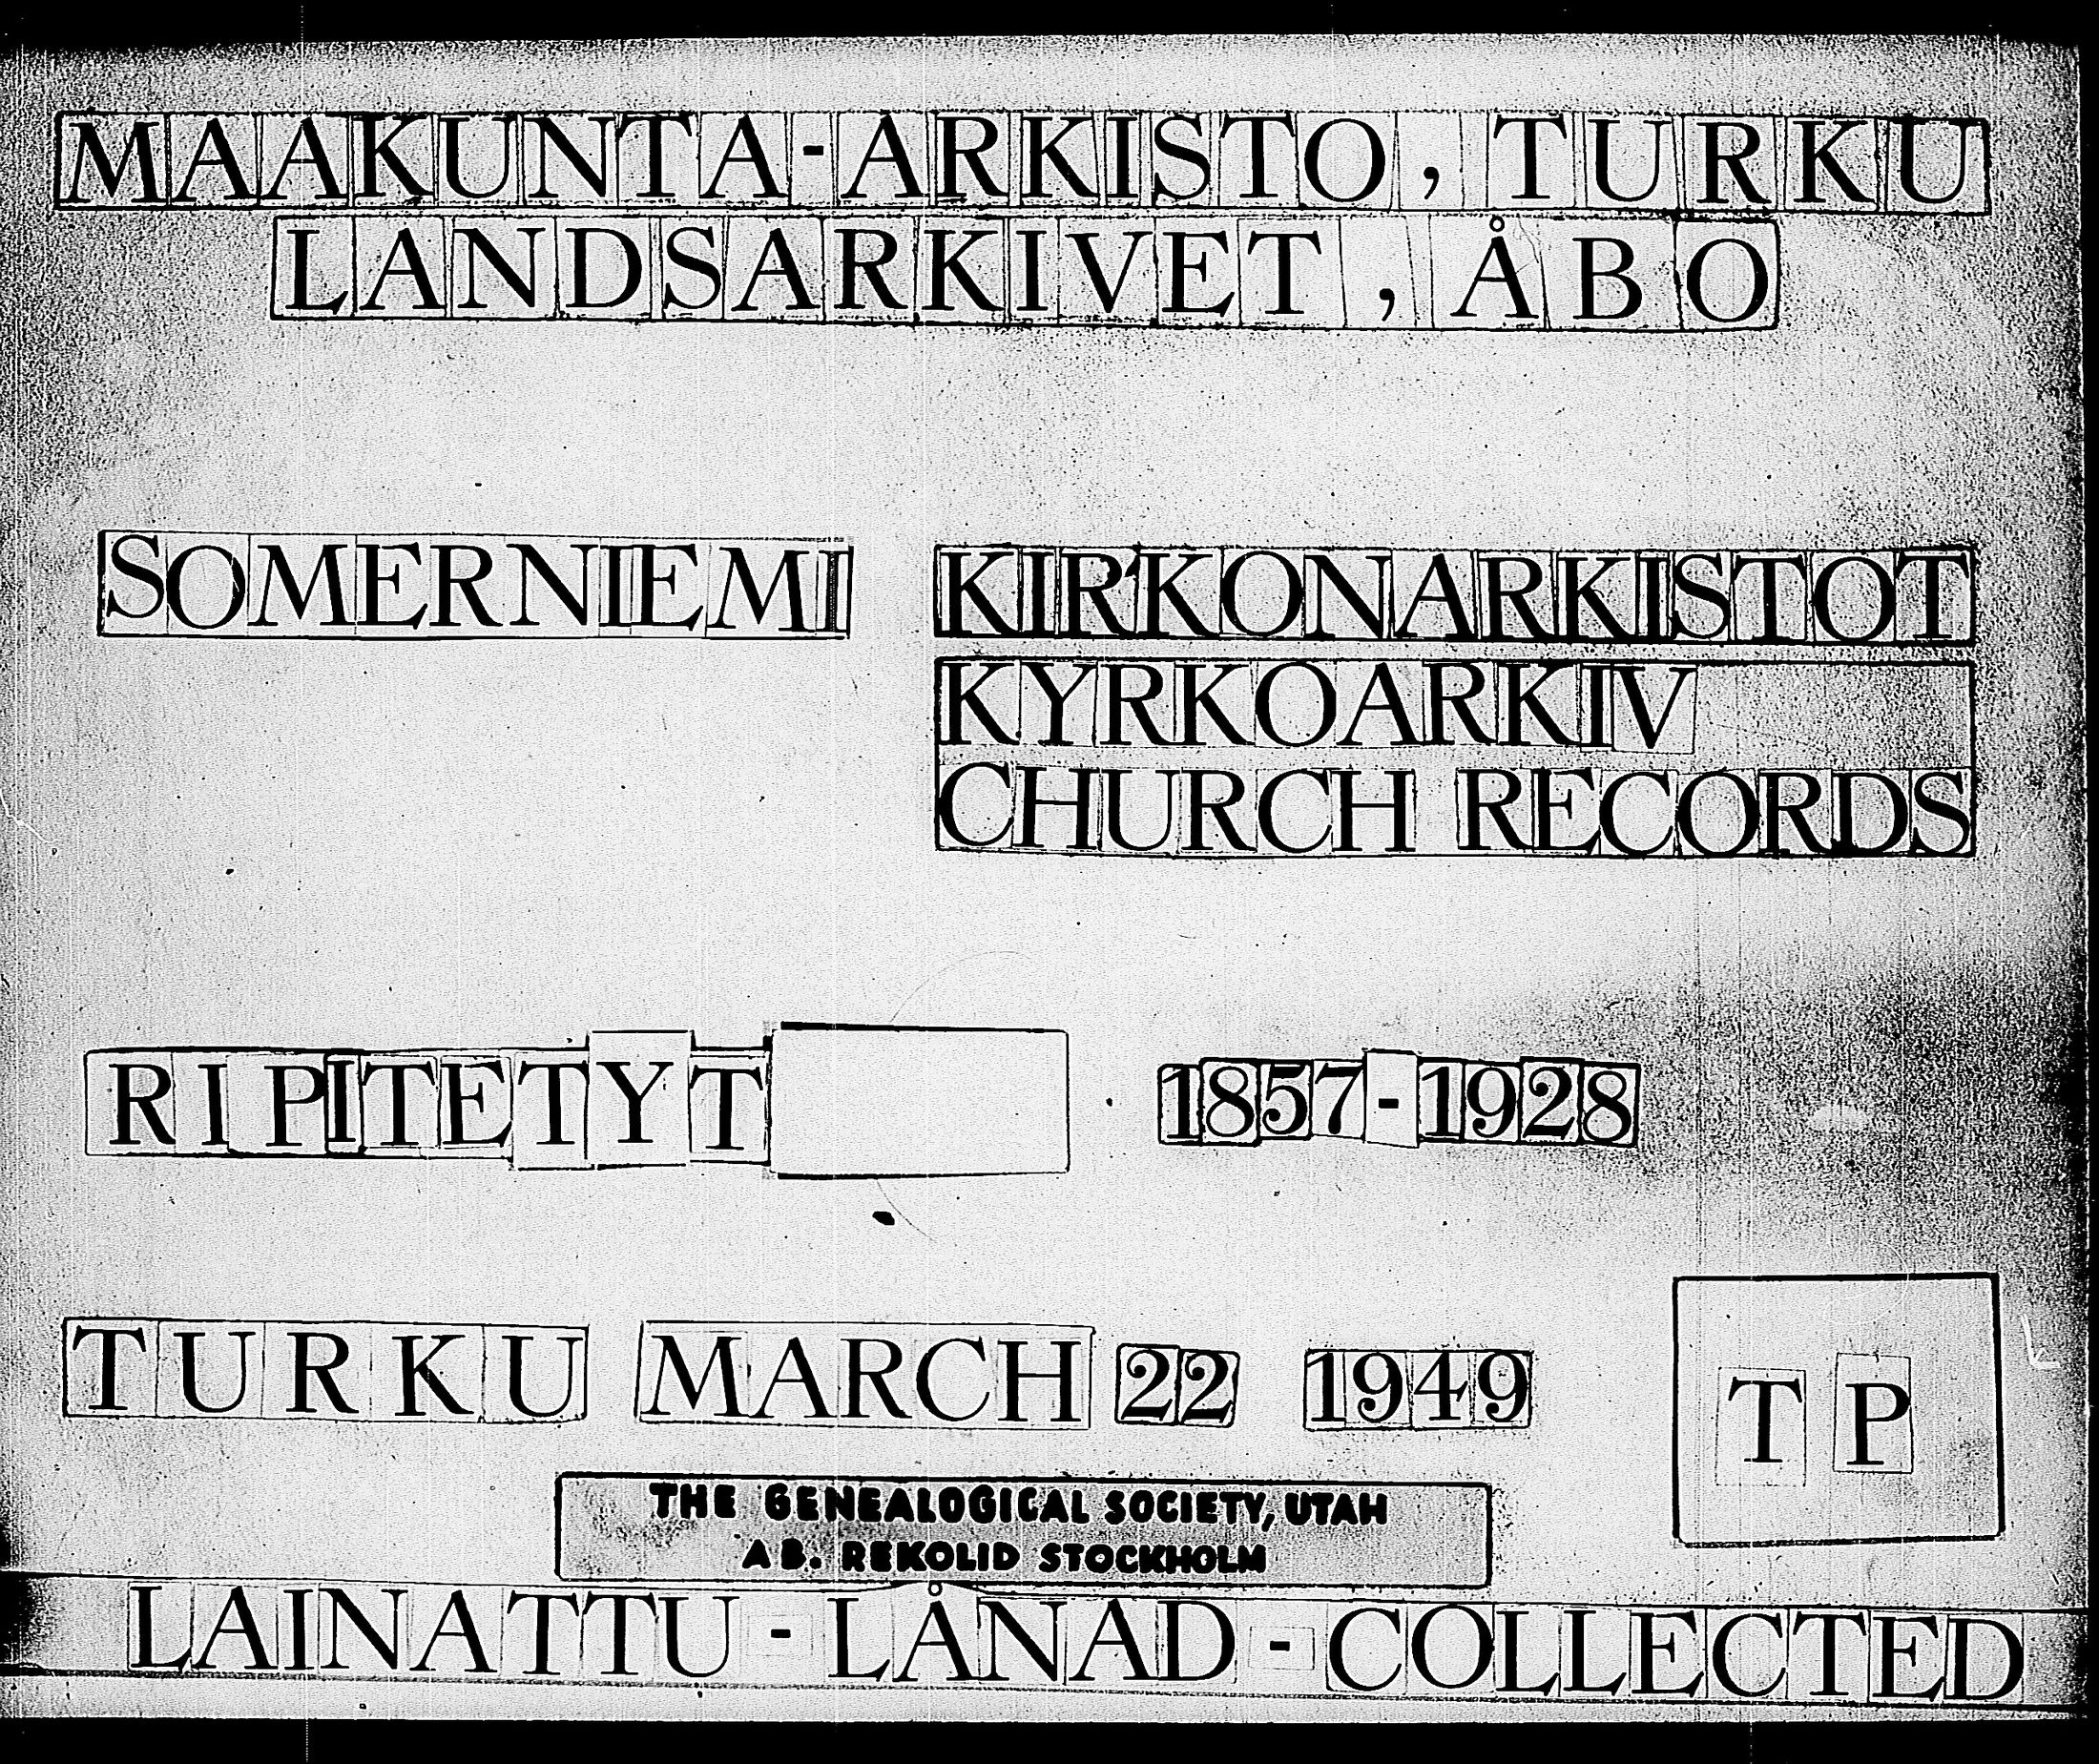 MAAKUNTA-ARKISTO, TURKU
LANDSARKIVET, ÅBO
SOMERNIEMI
KIRKONARKISTOT
KYRKOARKIV
CHURCH RECORDS
RIPITETYT 1857-1928
TURKU MARCH 22 1949
TP
THE GENEALOGICAL SOCIETY, UTAH
AB. REKOLID STOCKHOLM
LAINATTU - LÅNAD - COLLECTED